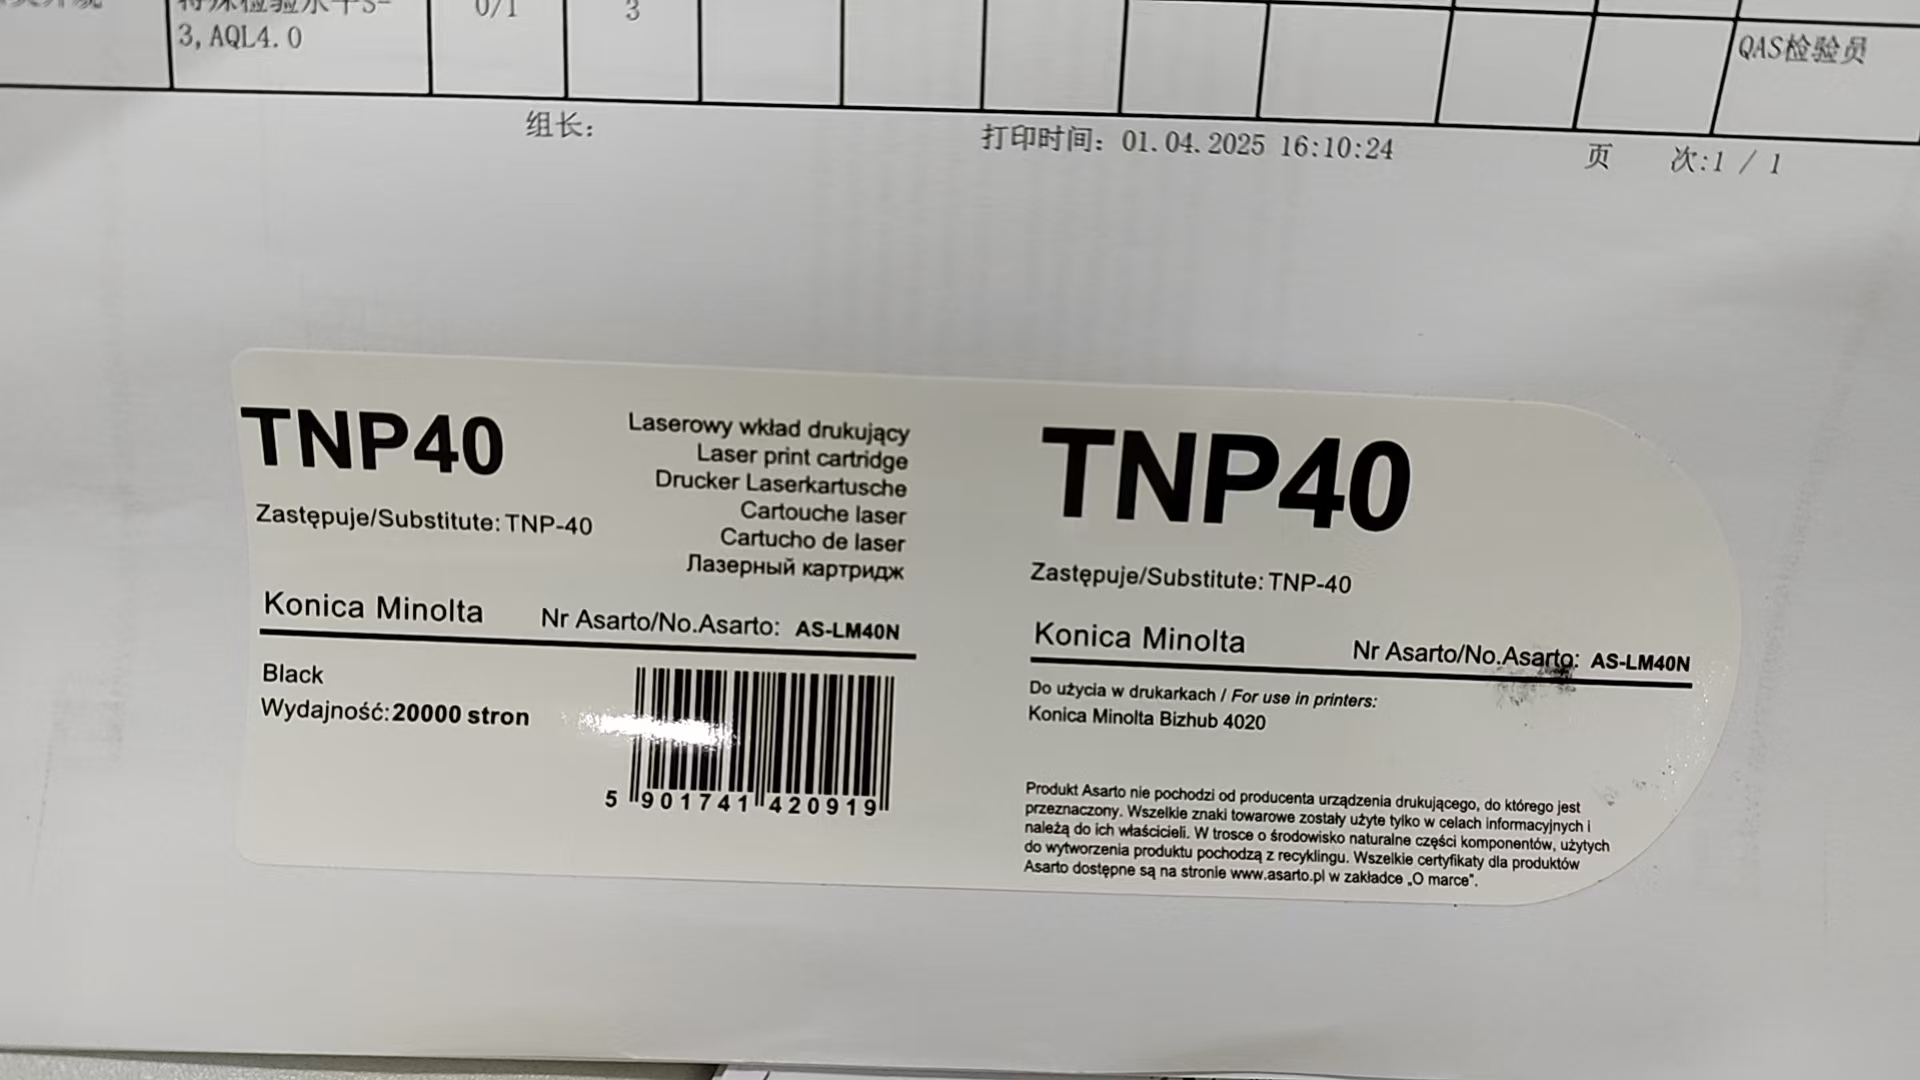 特殊检验水平S-
3,AQL4.0
0/1
3
QAS检验员
组长:
打印时间: 01.04.2025 16:10:24
页 次:1 / 1
TNP40
Zastępuje/Substitute: TNP-40
Laserowy wkład drukujący
Laser print cartridge
Drucker Laserkartusche
Cartouche laser
Cartucho de laser
Лазерный картридж
Konica Minolta
Nr Asarto/No.Asarto: AS-LM40N
Black
Wydajność:20000 stron
5 901741 420919
TNP40
Zastępuje/Substitute: TNP-40
Konica Minolta
Nr Asarto/No.Asarto: AS-LM40N
Do użycia w drukarkach / For use in printers:
Konica Minolta Bizhub 4020
Produkt Asarto nie pochodzi od producenta urządzenia drukującego, do którego jest
przeznaczony. Wszelkie znaki towarowe zostały użyte tylko w celach informacyjnych i
należą do ich właścicieli. W trosce o środowisko naturalne części komponentów, użytych
do wytworzenia produktu pochodzą z recyklingu. Wszelkie certyfikaty dla produktów
Asarto dostępne są na stronie www.asarto.pl w zakładce „O marce”.